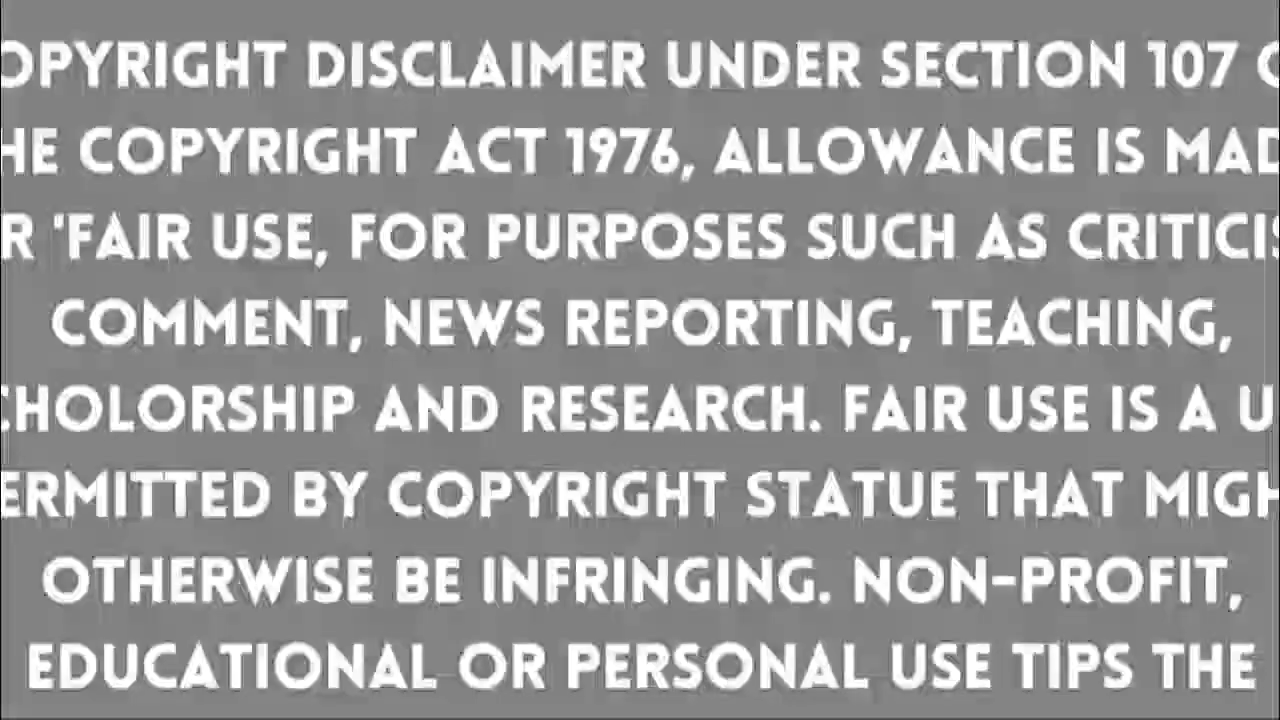 OPYRIGHT DISCLAIMER UNDER SECTION 107
HE COPYRIGHT ACT 1976, ALLOWANCE IS MAD
R 'FAIR USE, FOR PURPOSES SUCH AS CRITICIS
COMMENT, NEWS REPORTING, TEACHING,
CHOLORSHIP AND RESEARCH. FAIR USE IS A U
ERMITTED BY COPYRIGHT STATUE THAT MIGH
OTHERWISE BE INFRINGING. NON-PROFIT,
EDUCATIONAL OR PERSONAL USE TIPS THE